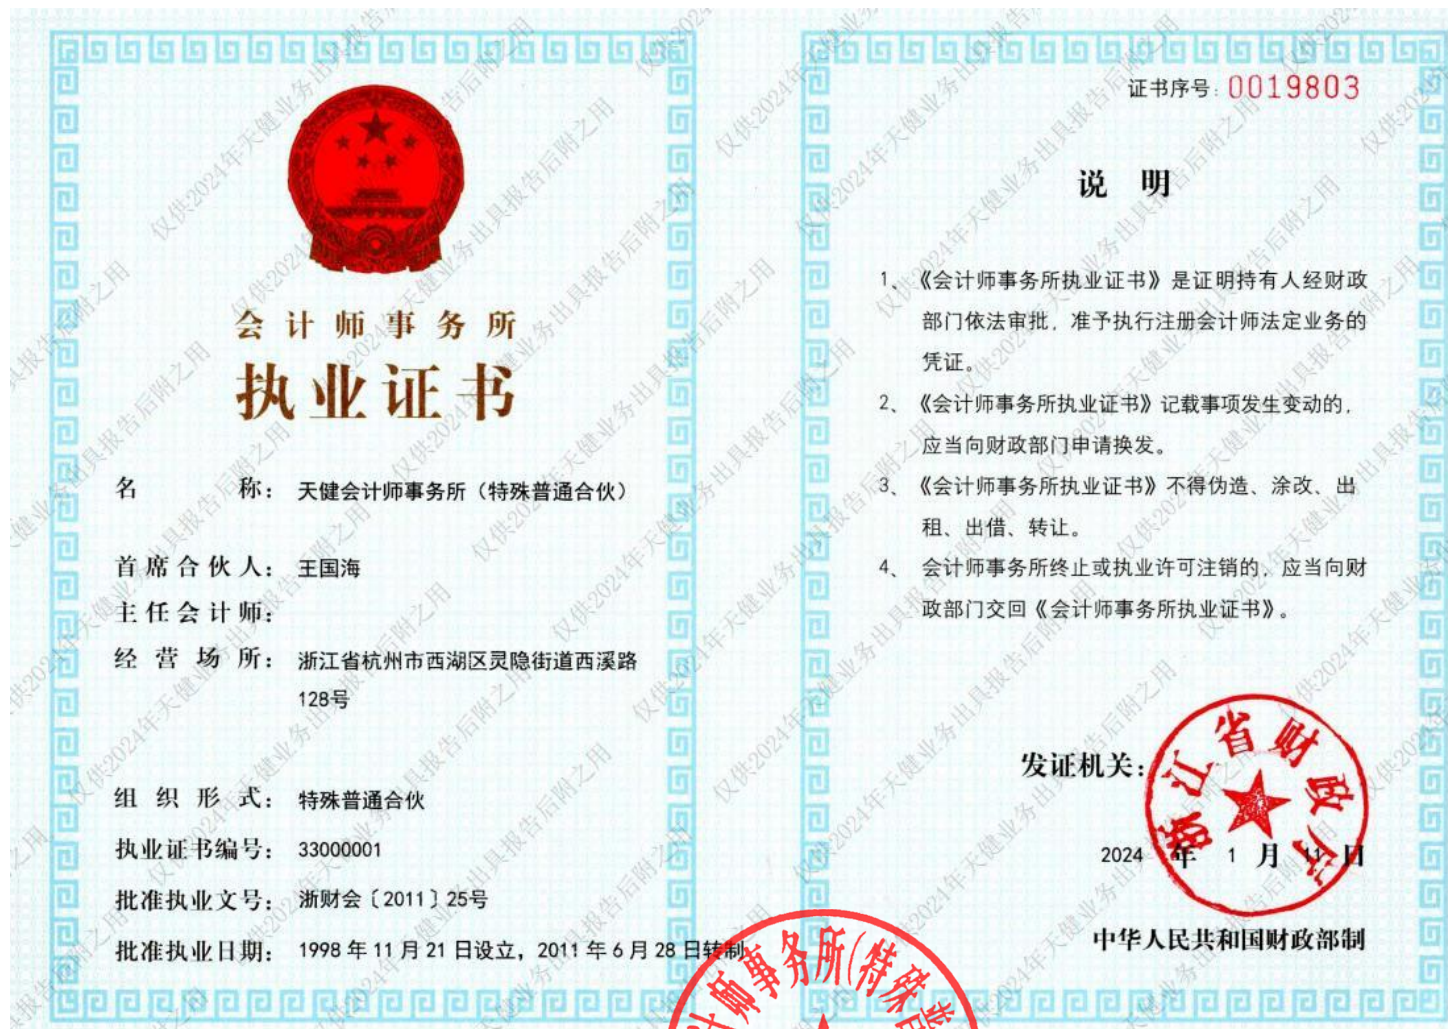 会计师事务所
执业证书
名 称： 天健会计师事务所（特殊普通合伙）
首席合伙人： 王国海
主任会计师：
经营场所： 浙江省杭州市西湖区灵隐街道西溪路
128号
组织形式： 特殊普通合伙
执业证书编号： 33000001
批准执业文号： 浙财会〔2011〕25号
批准执业日期： 1998 年 11 月 21 日设立，2011 年 6 月 28 日转制
证书序号：0019803
说 明
1、《会计师事务所执业证书》是证明持有人经财政
部门依法审批，准予执行注册会计师法定业务的
凭证。
2、《会计师事务所执业证书》记载事项发生变动的，
应当向财政部门申请换发。
3、《会计师事务所执业证书》不得伪造、涂改、出
租、出借、转让。
4、 会计师事务所终止或执业许可注销的，应当向财
政部门交回《会计师事务所执业证书》。
发证机关：
浙江省财政厅
2024 年 1 月 11 日
中华人民共和国财政部制
计师事务所(特殊普
仅供2024年天健业务出具报告后附之用